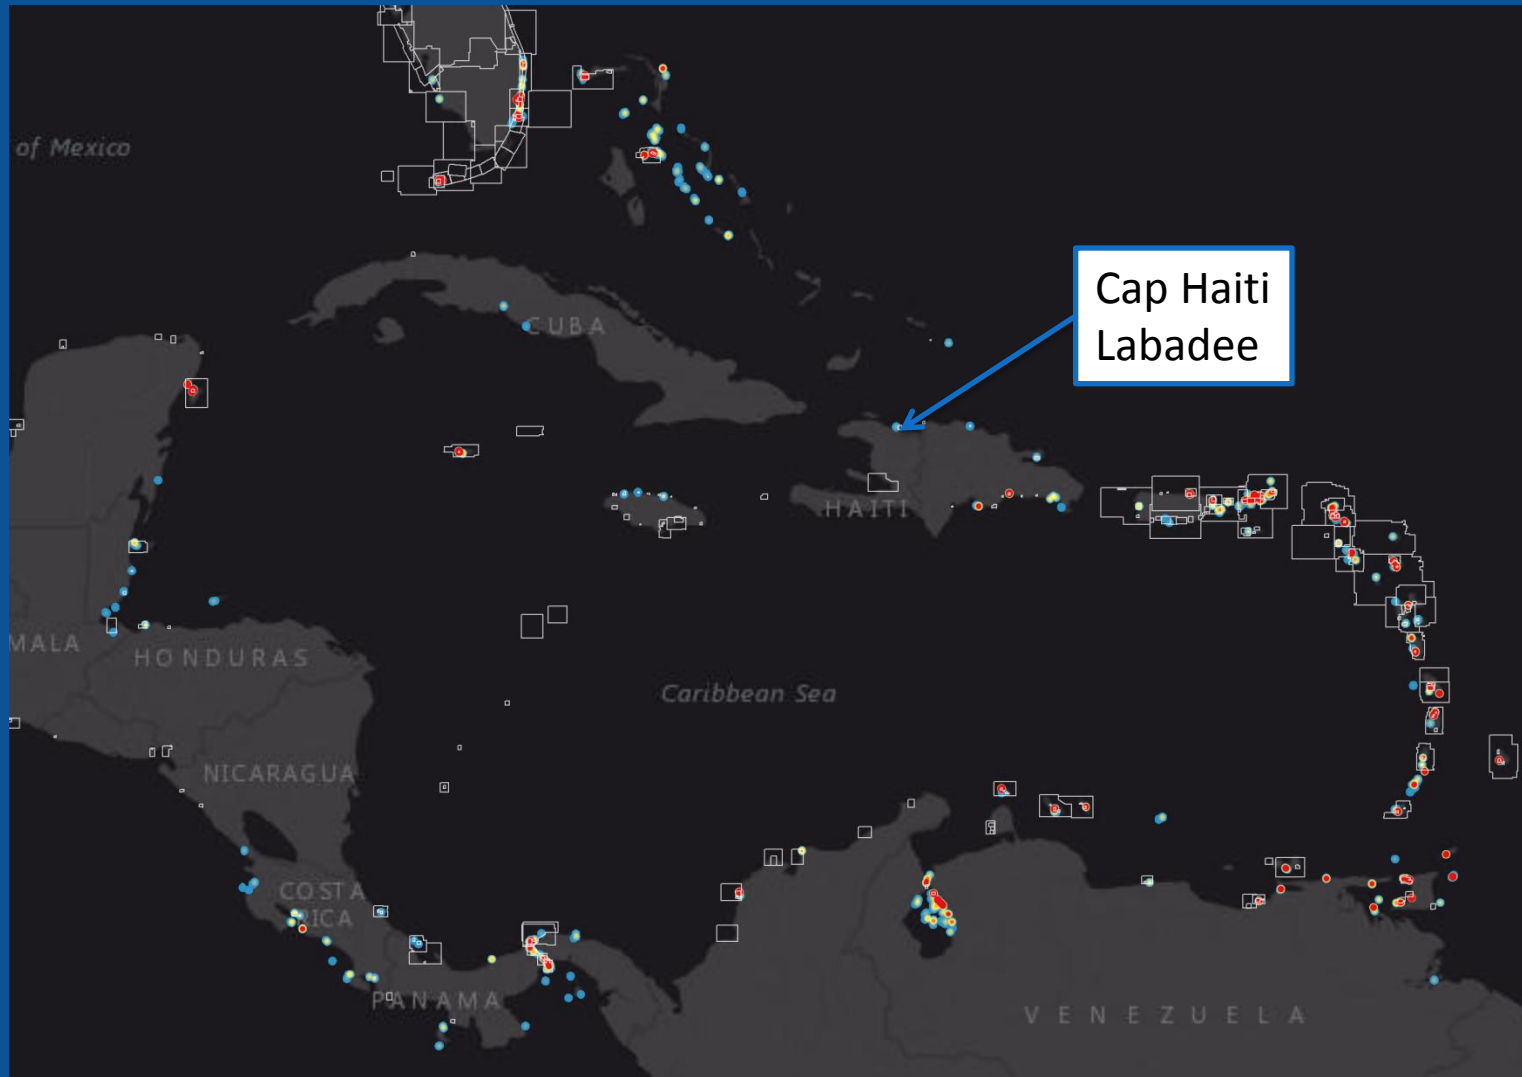 of Mexico
Cap Haiti
Labadee
CUBA
HAITI
MALA
HONDURAS
Caribbean Sea
NICARAGUA
COSTA
RICA
PANAMA
VENEZUELA